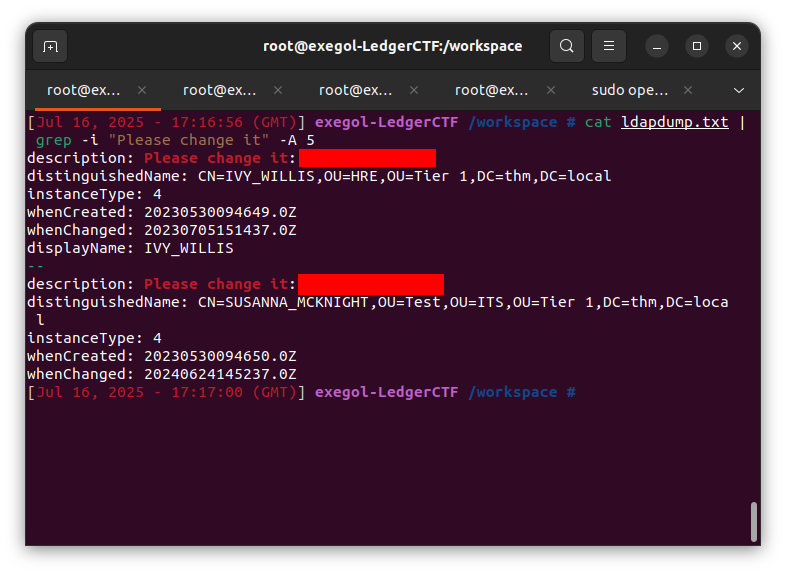 root@exegol-LedgerCTF:/workspace
root@ex... root@ex... root@ex... root@ex... sudo ope...
[Jul 16, 2025 - 17:16:56 (GMT)] exegol-LedgerCTF /workspace # cat ldapdump.txt |
grep -i "Please change it" -A 5
description: Please change it:
distinguishedName: CN=IVY_WILLIS,OU=HRE,OU=Tier 1,DC=thm,DC=local
instanceType: 4
whenCreated: 20230530094649.0Z
whenChanged: 20230705151437.0Z
displayName: IVY_WILLIS
--
description: Please change it:
distinguishedName: CN=SUSANNA_MCKNIGHT,OU=Test,OU=ITS,OU=Tier 1,DC=thm,DC=loca
l
instanceType: 4
whenCreated: 20230530094650.0Z
whenChanged: 20240624145237.0Z
[Jul 16, 2025 - 17:17:00 (GMT)] exegol-LedgerCTF /workspace #